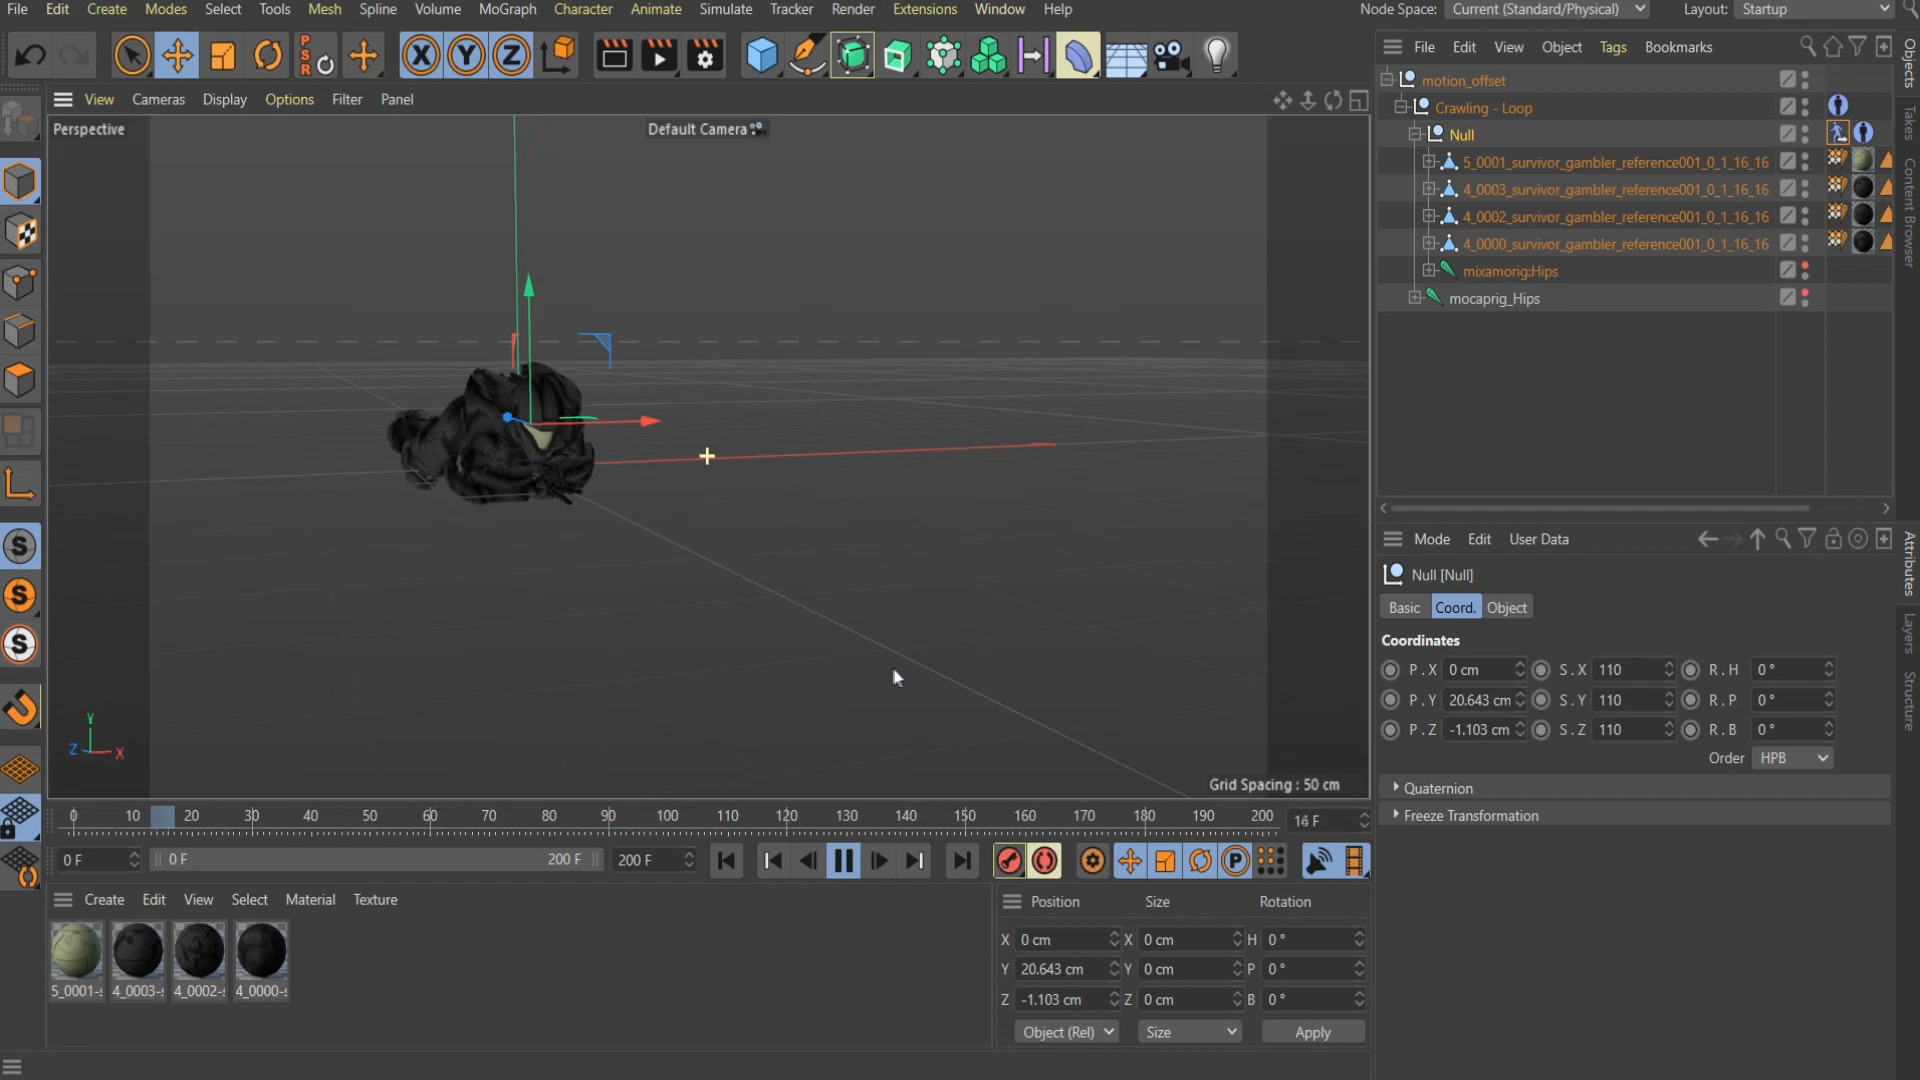 File Edit Create Modes Select Tools Mesh Spline Volume MoGraph Character Animate Simulate Tracker Render Extensions Window Help Node Space: Current (Standard/Physical) Layout: Startup
File Edit View Object Tags Bookmarks
View Cameras Display Options Filter Panel
Perspective
Default Camera
motion_offset
Crawling - Loop
Null
5_0001_survivor_gambler_reference001_0_1_16_16
4_0003_survivor_gambler_reference001_0_1_16_16
4_0002_survivor_gambler_reference001_0_1_16_16
4_0000_survivor_gambler_reference001_0_1_16_16
mixamorig:Hips
mocaprig_Hips
Objects
Takes
Content Browser
Mode Edit User Data
Null [Null]
Basic Coord. Object
Coordinates
P . X 0 cm S . X 110 R . H 0 °
P . Y 20.643 cm S . Y 110 R . P 0 °
P . Z -1.103 cm S . Z 110 R . B 0 °
Order HPB
Quaternion
Freeze Transformation
Attributes
Layers
Structure
Y
Z X
Grid Spacing : 50 cm
0 10 20 30 40 50 60 70 80 90 100 110 120 130 140 150 160 170 180 190 200 16 F
0 F 0 F 200 F 200 F
Create Edit View Select Material Texture
5_0001-s 4_0003-s 4_0002-s 4_0000-s
Position Size Rotation
X 0 cm X 0 cm H 0 °
Y 20.643 cm Y 0 cm P 0 °
Z -1.103 cm Z 0 cm B 0 °
Object (Rel) Size Apply